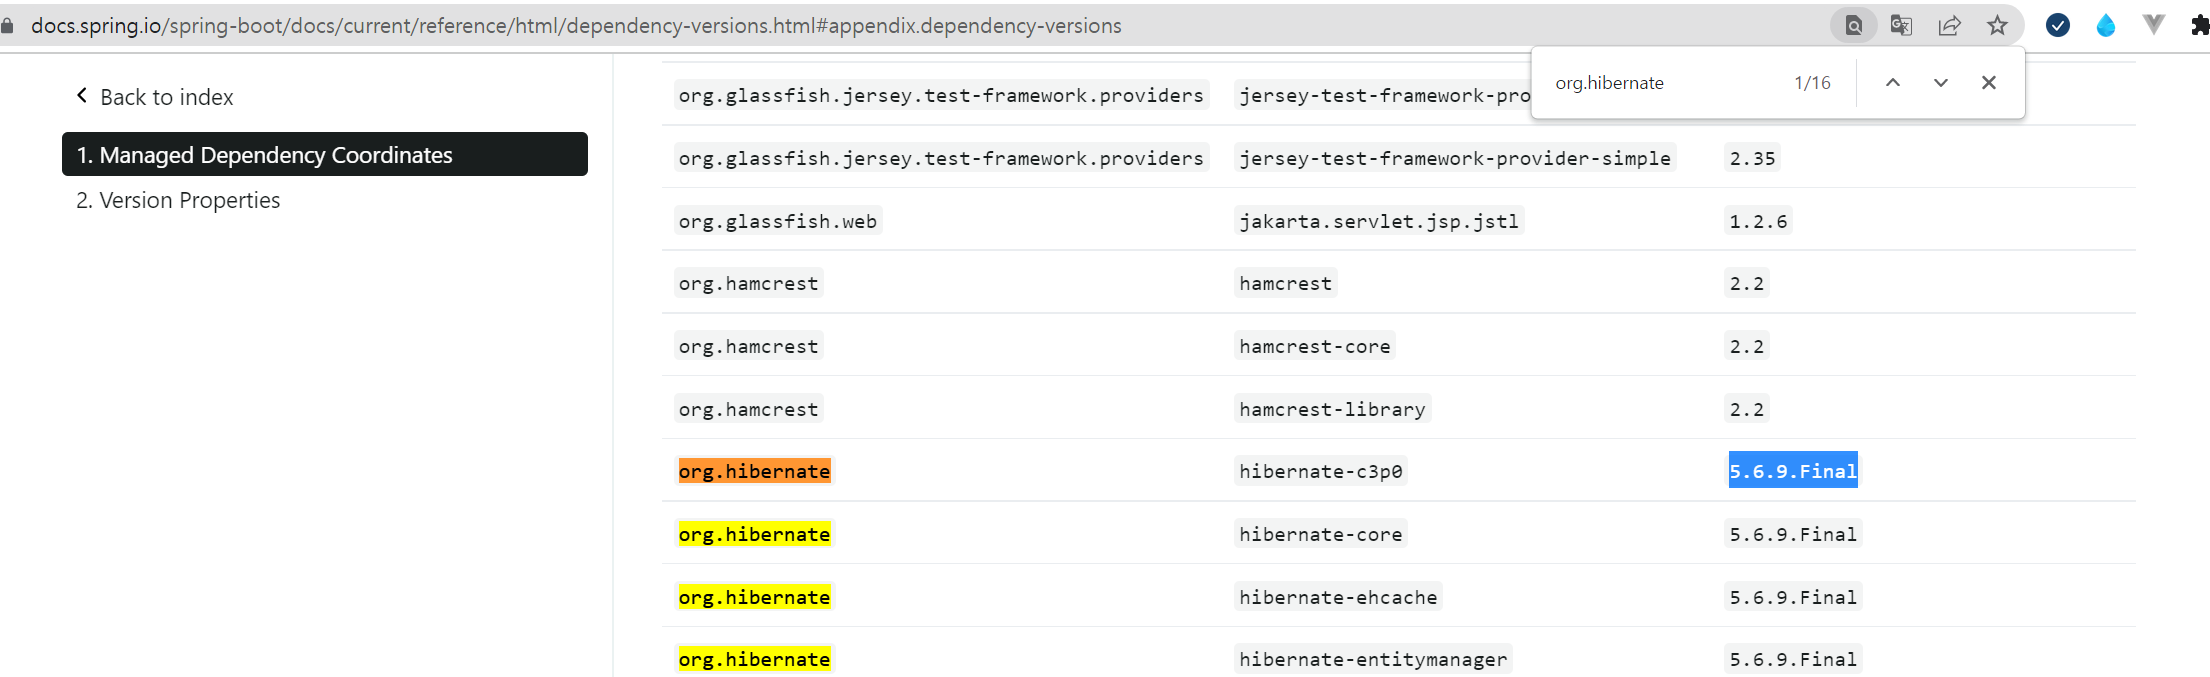 docs.spring.io/spring-boot/docs/current/reference/html/dependency-versions.html#appendix.dependency-versions
org.hibernate 1/16
Back to index
1. Managed Dependency Coordinates
2. Version Properties
org.glassfish.jersey.test-framework.providers jersey-test-framework-pro
org.glassfish.jersey.test-framework.providers jersey-test-framework-provider-simple 2.35
org.glassfish.web jakarta.servlet.jsp.jstl 1.2.6
org.hamcrest hamcrest 2.2
org.hamcrest hamcrest-core 2.2
org.hamcrest hamcrest-library 2.2
org.hibernate hibernate-c3p0 5.6.9.Final
org.hibernate hibernate-core 5.6.9.Final
org.hibernate hibernate-ehcache 5.6.9.Final
org.hibernate hibernate-entitymanager 5.6.9.Final